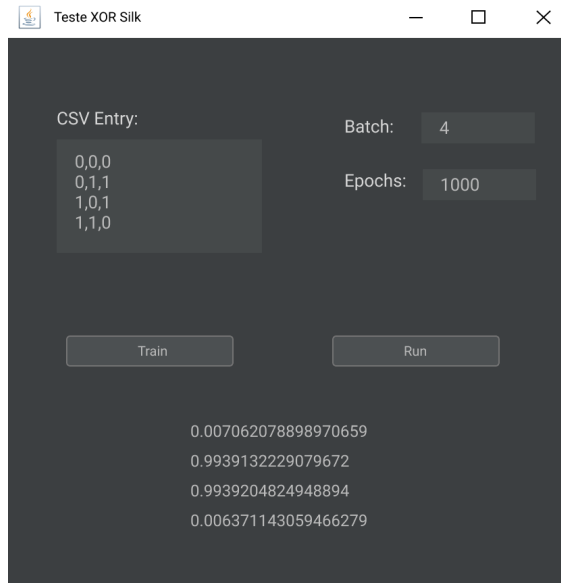 Teste XOR Silk
CSV Entry:
0,0,0
0,1,1
1,0,1
1,1,0
Batch:
4
Epochs:
1000
Train
Run
0.007062078898970659
0.9939132229079672
0.9939204824948894
0.006371143059466279